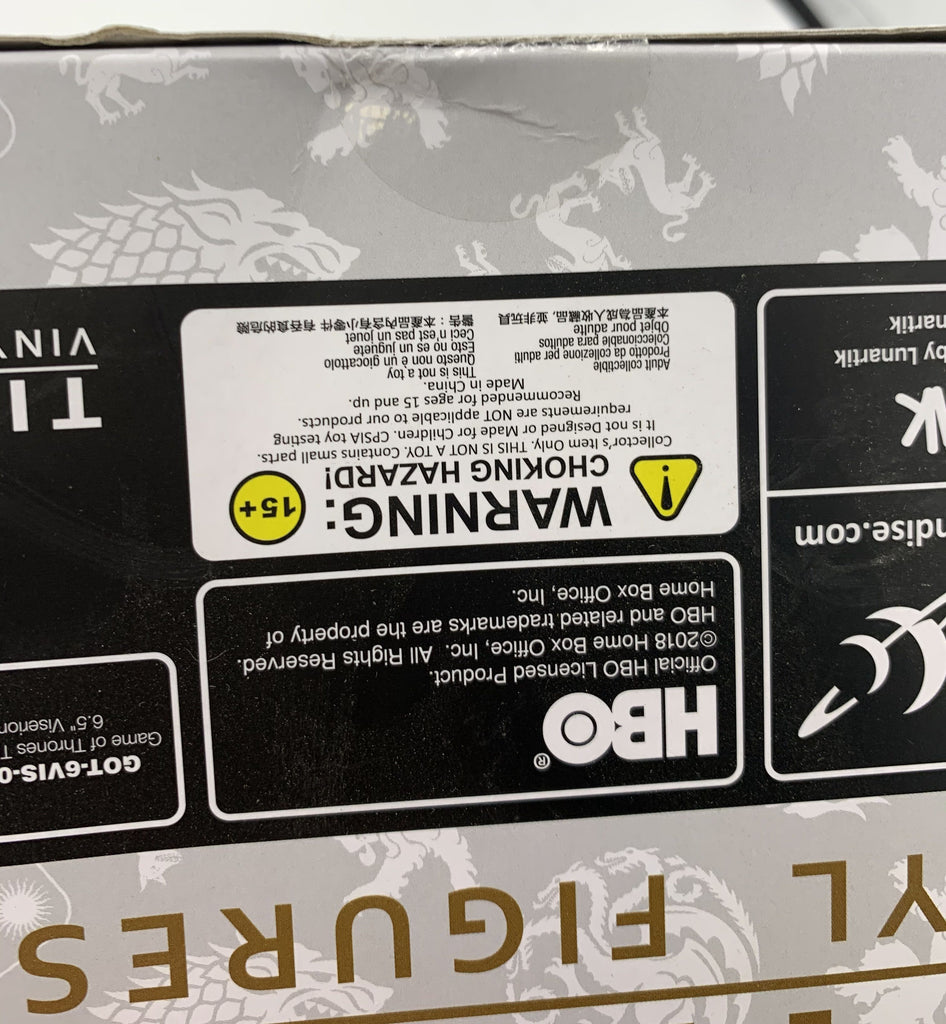 YL FIGURES
ndise.com
by Lunartik
HBO®
Official HBO Licensed Product.
©2018 Home Box Office, Inc. All Rights Reserved.
HBO and related trademarks are the property of
Home Box Office, Inc.
WARNING:
CHOKING HAZARD!
15+
Collector's Item Only. THIS IS NOT A TOY. Contains small parts.
It is not Designed or Made for Children. CPSIA toy testing
requirements are NOT applicable to our products.
Recommended for ages 15 and up.
Made in China.
Adult collectible
Prodotto da collezione per adulti
Coleccionable para adultos
Objet pour adulte
本產品為成人收藏品, 並非玩具
This is not a toy
Questo non è un giocattolo
Esto no es un juguete
Ceci n'est pas un jouet
警告：本產品內含有小零件 有吞食的危險
GOT-6VIS-0
Game of Thrones T
6.5" Viserion
TI
VINY